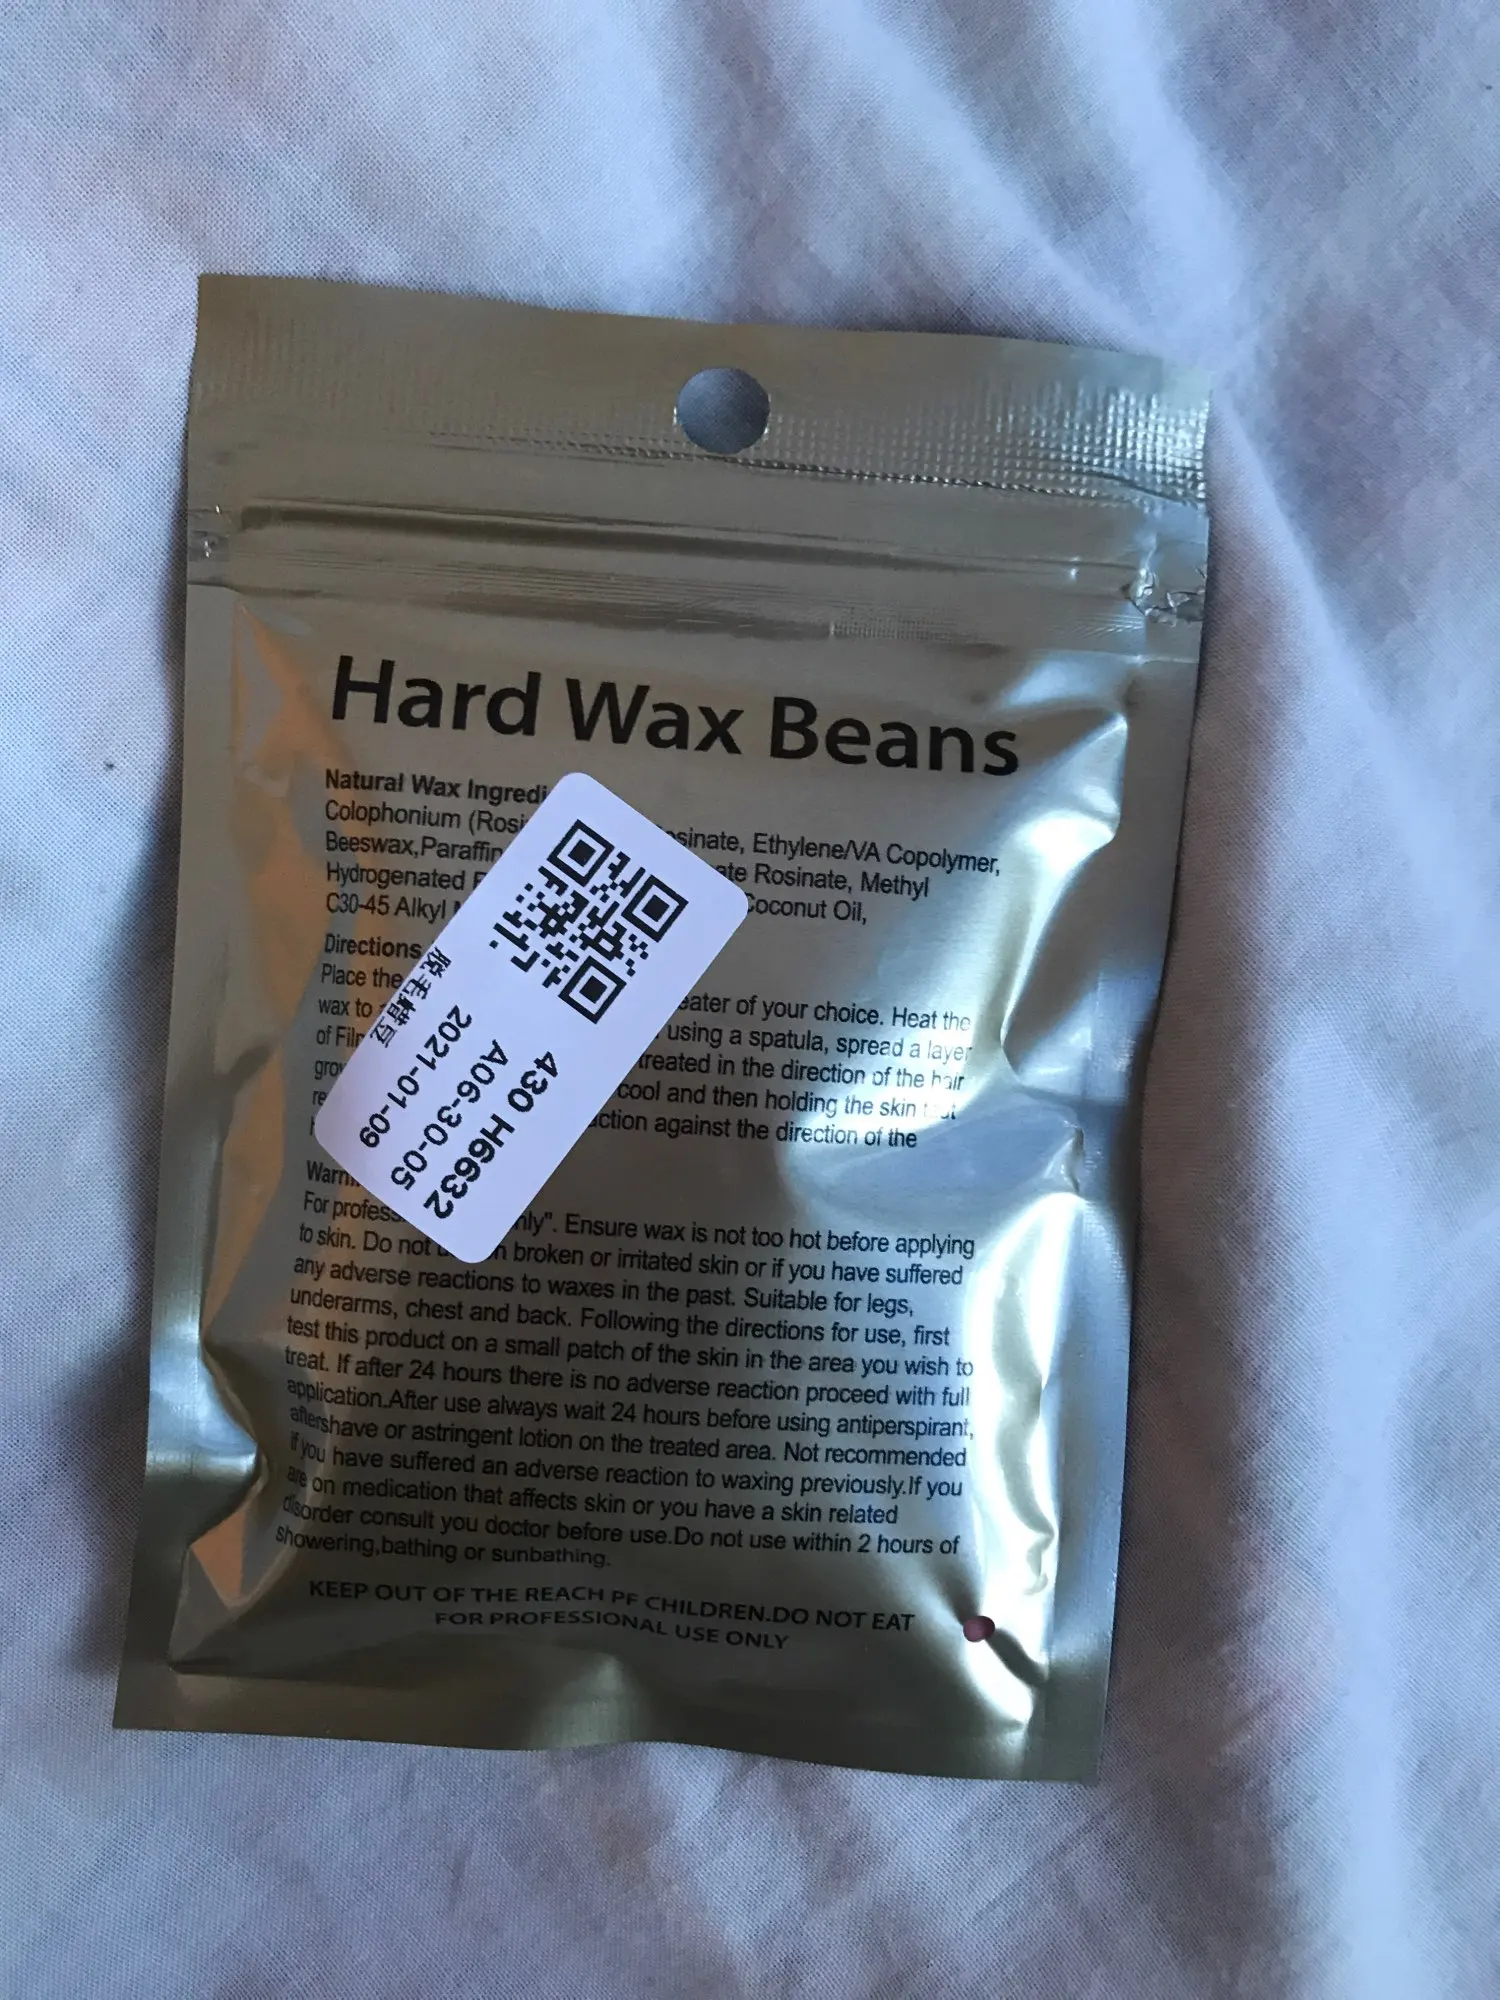 Hard Wax Beans
Natural Wax Ingredi
Colophonium (Rosi sinate, Ethylene/VA Copolymer,
Beeswax,Paraffin ate Rosinate, Methyl
Hydrogenated Coconut Oil,
C30-45 Alkyl
Directions
Place the eater of your choice. Heat the
wax to using a spatula, spread a layer
of Film treated in the direction of the hair
gro cool and then holding the skin
re ction against the direction of the
Warn
For profess nly". Ensure wax is not too hot before applying
to skin. Do not broken or irritated skin or if you have suffered
any adverse reactions to waxes in the past. Suitable for legs,
underarms, chest and back. Following the directions for use, first
test this product on a small patch of the skin in the area you wish to
treat. If after 24 hours there is no adverse reaction proceed with full
application.After use always wait 24 hours before using antiperspirant,
aftershave or astringent lotion on the treated area. Not recommended
if you have suffered an adverse reaction to waxing previously.If you
are on medication that affects skin or you have a skin related
disorder consult you doctor before use.Do not use within 2 hours of
showering,bathing or sunbathing.
KEEP OUT OF THE REACH PF CHILDREN.DO NOT EAT
FOR PROFESSIONAL USE ONLY
430 H6632
A06-30-05
2021-01-09
脱毛蜡豆